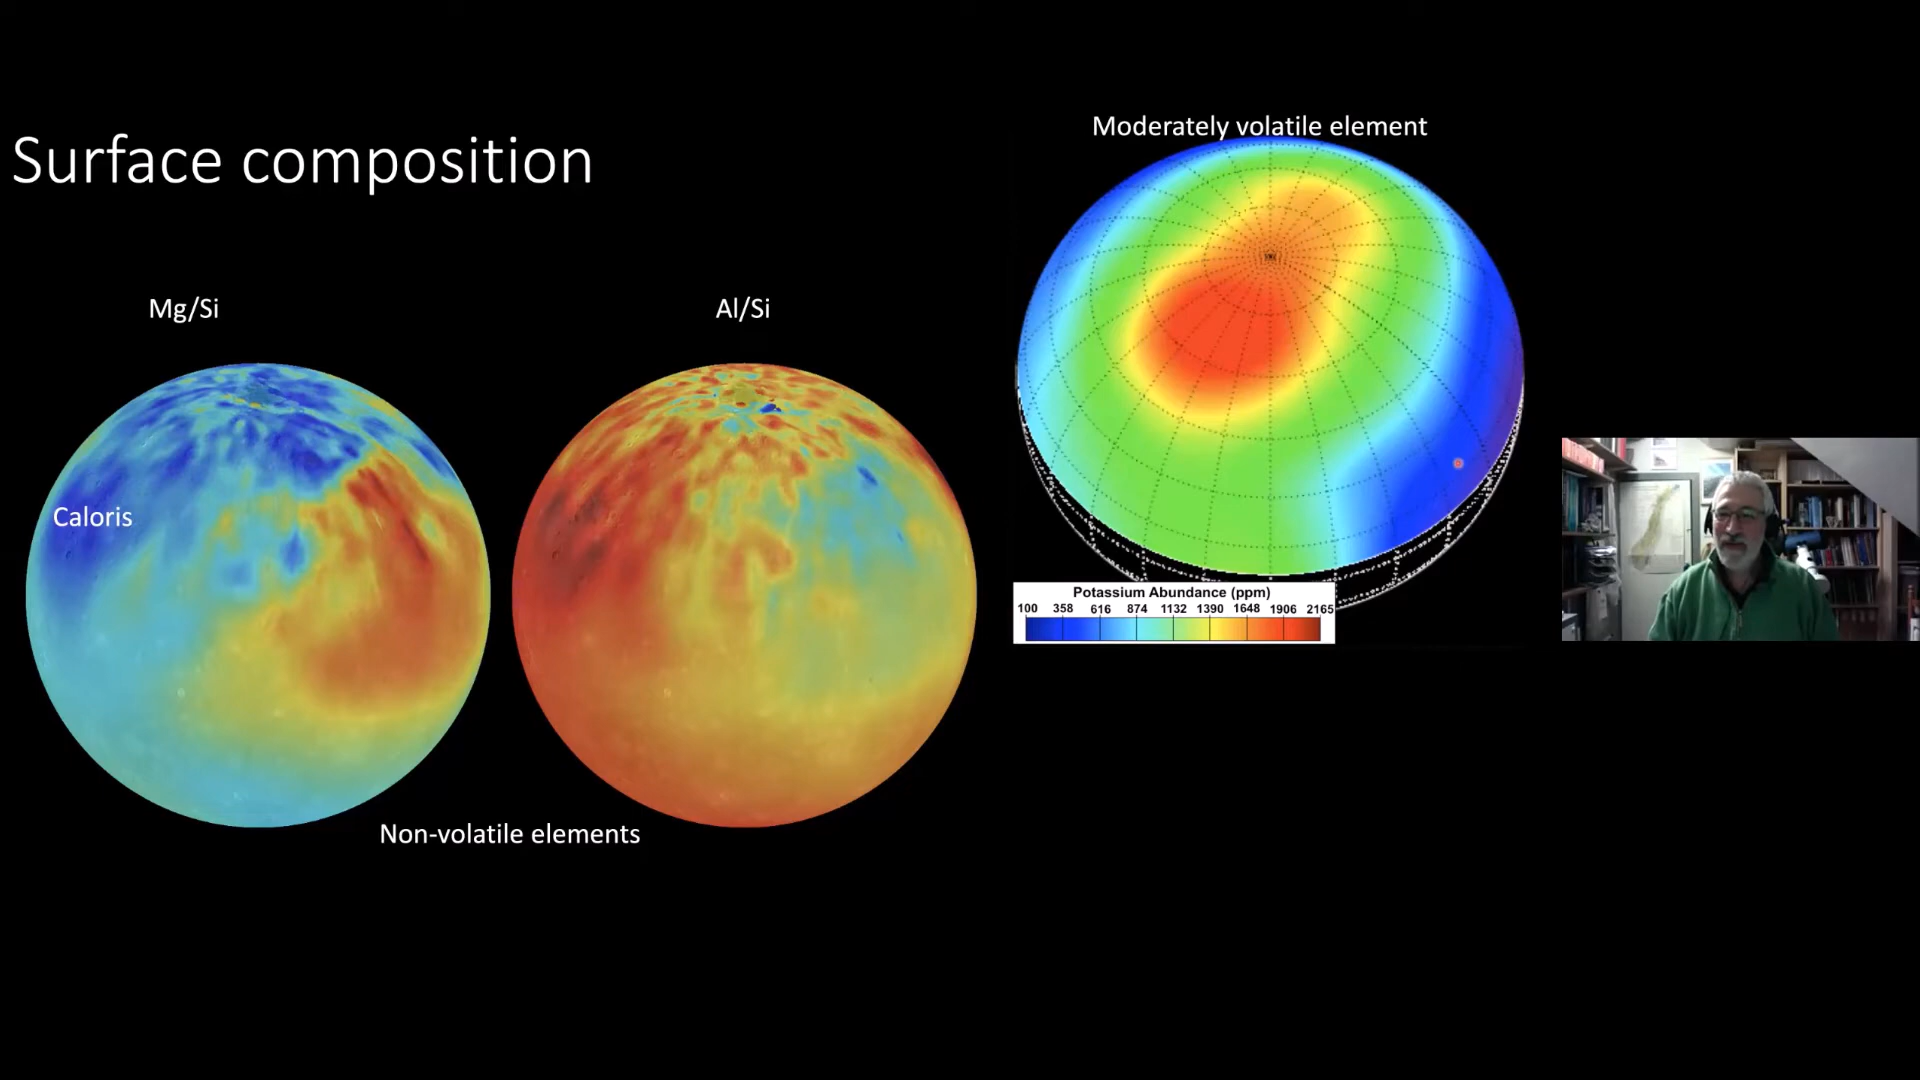 Surface composition
Moderately volatile element
Mg/Si
Al/Si
Caloris
Potassium Abundance (ppm)
100 358 616 874 1132 1390 1648 1906 2165
Non-volatile elements